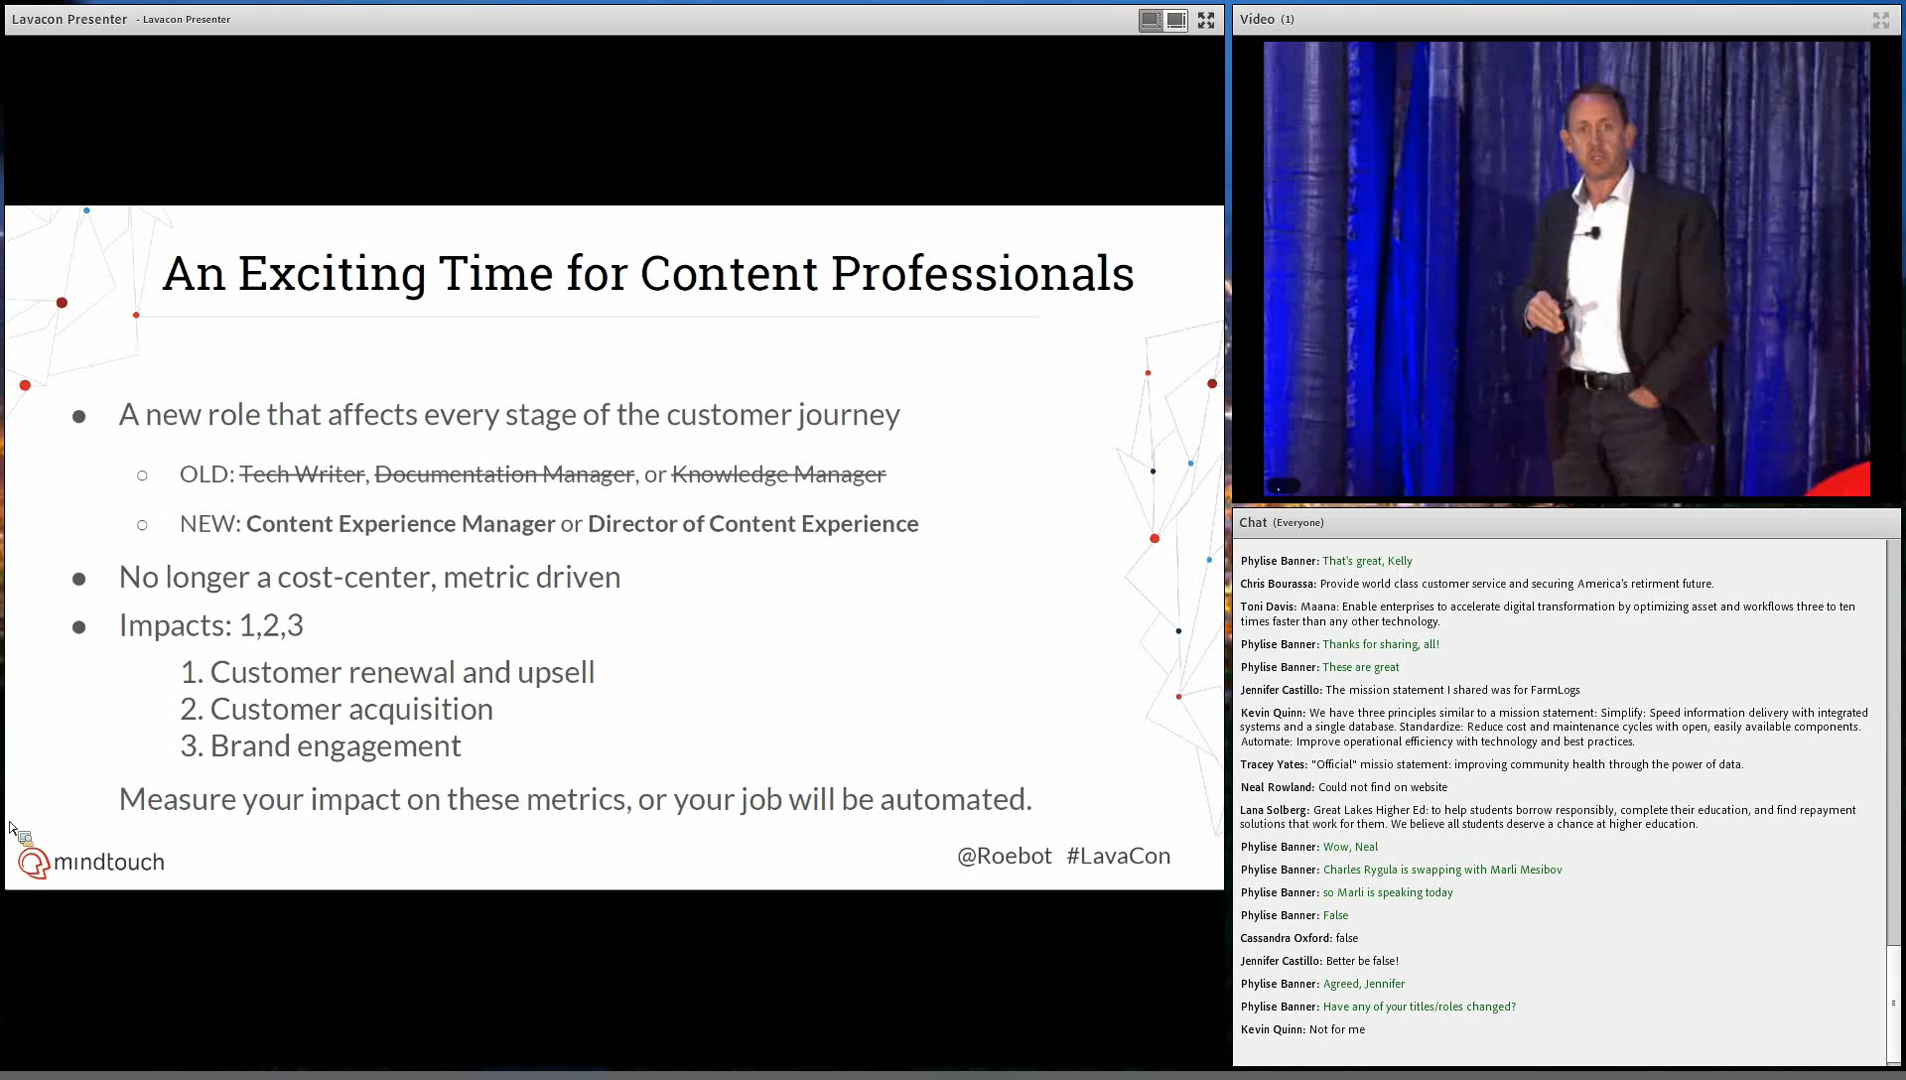 Lavacon Presenter - Lavacon Presenter
An Exciting Time for Content Professionals
● A new role that affects every stage of the customer journey
○ OLD: Tech Writer, Documentation Manager, or Knowledge Manager
○ NEW: Content Experience Manager or Director of Content Experience
● No longer a cost-center, metric driven
● Impacts: 1,2,3
1. Customer renewal and upsell
2. Customer acquisition
3. Brand engagement
Measure your impact on these metrics, or your job will be automated.
mindtouch
@Roebot #LavaCon
Video (1)
Chat (Everyone)
Phylise Banner: That's great, Kelly
Chris Bourassa: Provide world class customer service and securing America's retirment future.
Toni Davis: Maana: Enable enterprises to accelerate digital transformation by optimizing asset and workflows three to ten
times faster than any other technology.
Phylise Banner: Thanks for sharing, all!
Phylise Banner: These are great
Jennifer Castillo: The mission statement I shared was for FarmLogs
Kevin Quinn: We have three principles similar to a mission statement: Simplify: Speed information delivery with integrated
systems and a single database. Standardize: Reduce cost and maintenance cycles with open, easily available components.
Automate: Improve operational efficiency with technology and best practices.
Tracey Yates: "Official" missio statement: improving community health through the power of data.
Neal Rowland: Could not find on website
Lana Solberg: Great Lakes Higher Ed: to help students borrow responsibly, complete their education, and find repayment
solutions that work for them. We believe all students deserve a chance at higher education.
Phylise Banner: Wow, Neal
Phylise Banner: Charles Rygula is swapping with Marli Mesibov
Phylise Banner: so Marli is speaking today
Phylise Banner: False
Cassandra Oxford: false
Jennifer Castillo: Better be false!
Phylise Banner: Agreed, Jennifer
Phylise Banner: Have any of your titles/roles changed?
Kevin Quinn: Not for me